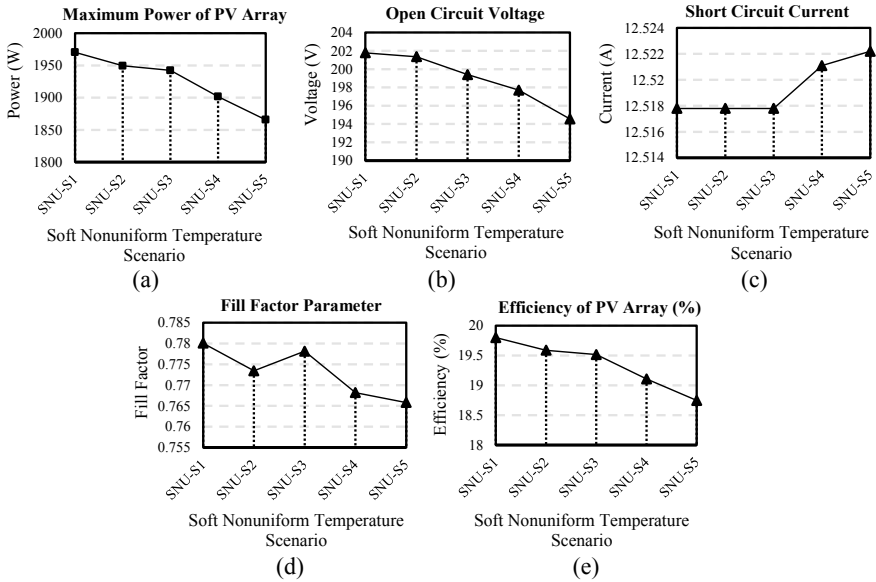 Maximum Power of PV Array
Power (W)
2000
1950
1900
1850
1800
SNU-S1
SNU-S2
SNU-S3
SNU-S4
SNU-S5
Soft Nonuniform Temperature
Scenario
(a)
Open Circuit Voltage
Voltage (V)
204
202
200
198
196
194
192
190
SNU-S1
SNU-S2
SNU-S3
SNU-S4
SNU-S5
Soft Nonuniform Temperature
Scenario
(b)
Short Circuit Current
Current (A)
12.524
12.522
12.52
12.518
12.516
12.514
SNU-S1
SNU-S2
SNU-S3
SNU-S4
SNU-S5
Soft Nonuniform Temperature
Scenario
(c)
Fill Factor Parameter
Fill Factor
0.785
0.78
0.775
0.77
0.765
0.76
0.755
SNU-S1
SNU-S2
SNU-S3
SNU-S4
SNU-S5
Soft Nonuniform Temperature
Scenario
(d)
Efficiency of PV Array (%)
Efficiency (%)
20
19.5
19
18.5
18
SNU-S1
SNU-S2
SNU-S3
SNU-S4
SNU-S5
Soft Nonuniform Temperature
Scenario
(e)